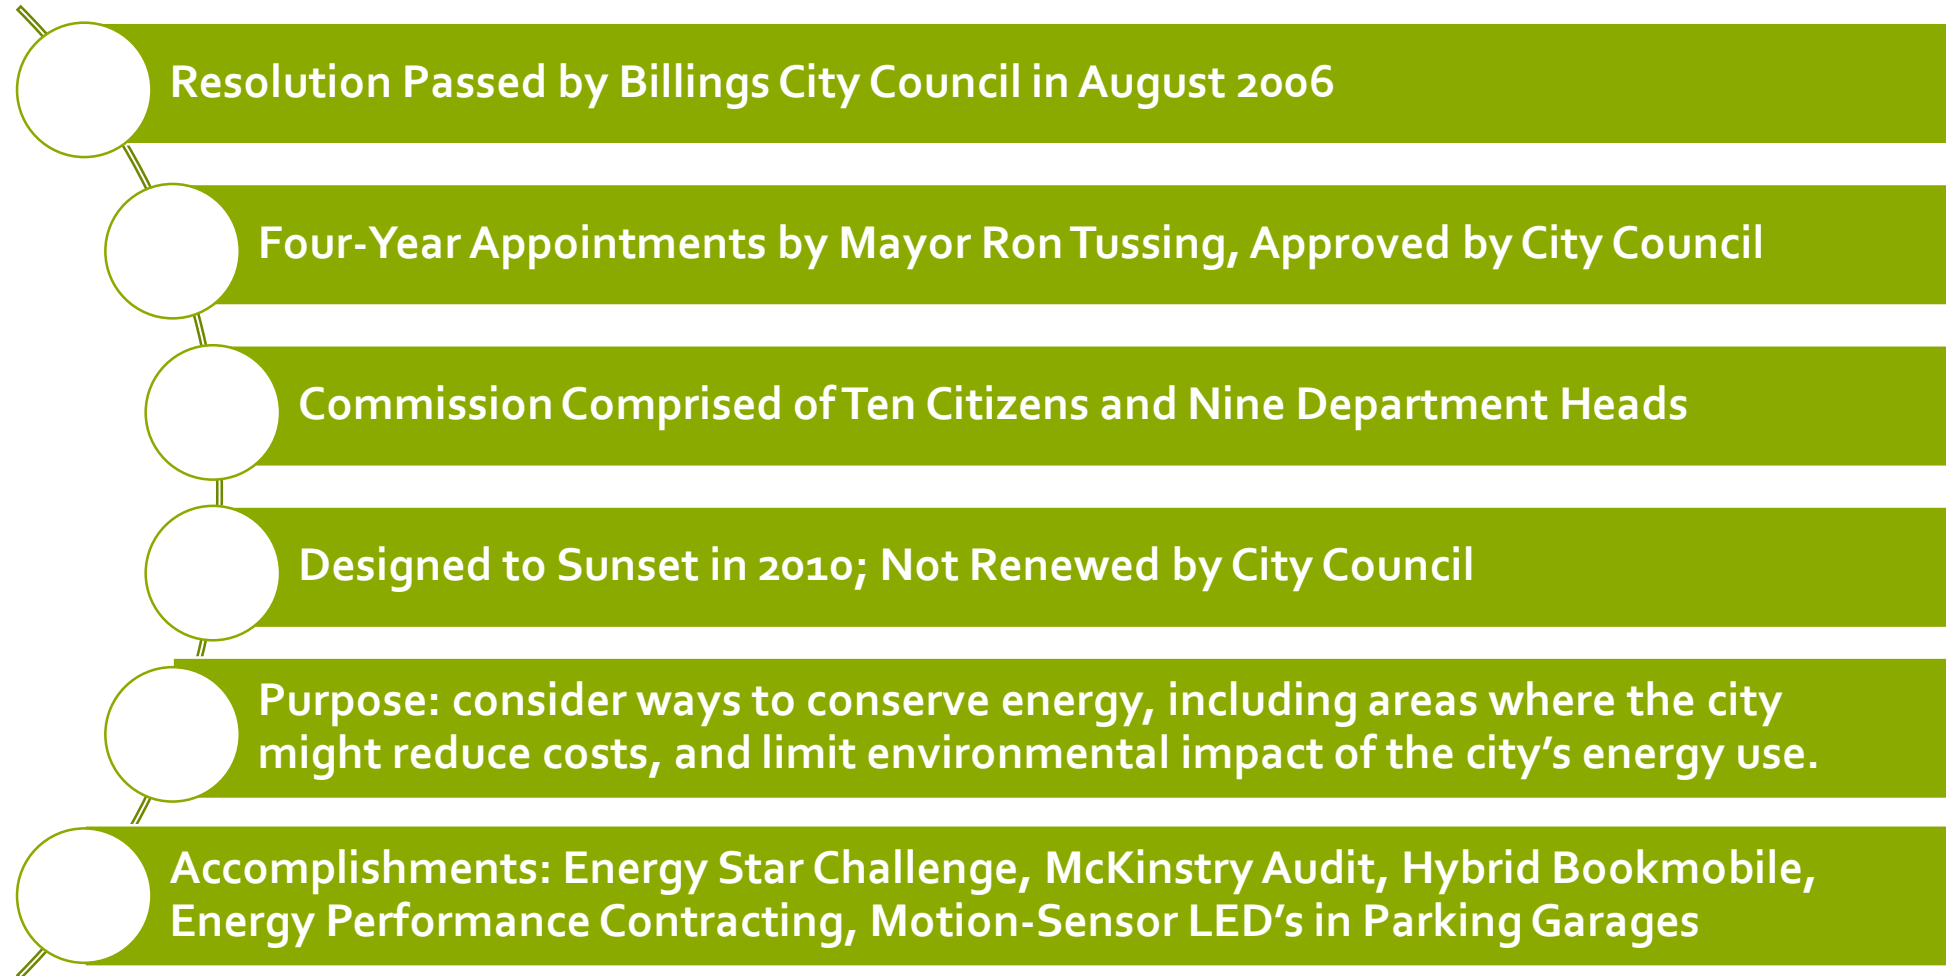 Resolution Passed by Billings City Council in August 2006
Four-Year Appointments by Mayor Ron Tussing, Approved by City Council
Commission Comprised of Ten Citizens and Nine Department Heads
Designed to Sunset in 2010; Not Renewed by City Council
Purpose: consider ways to conserve energy, including areas where the city
might reduce costs, and limit environmental impact of the city’s energy use.
Accomplishments: Energy Star Challenge, McKinstry Audit, Hybrid Bookmobile,
Energy Performance Contracting, Motion-Sensor LED’s in Parking Garages